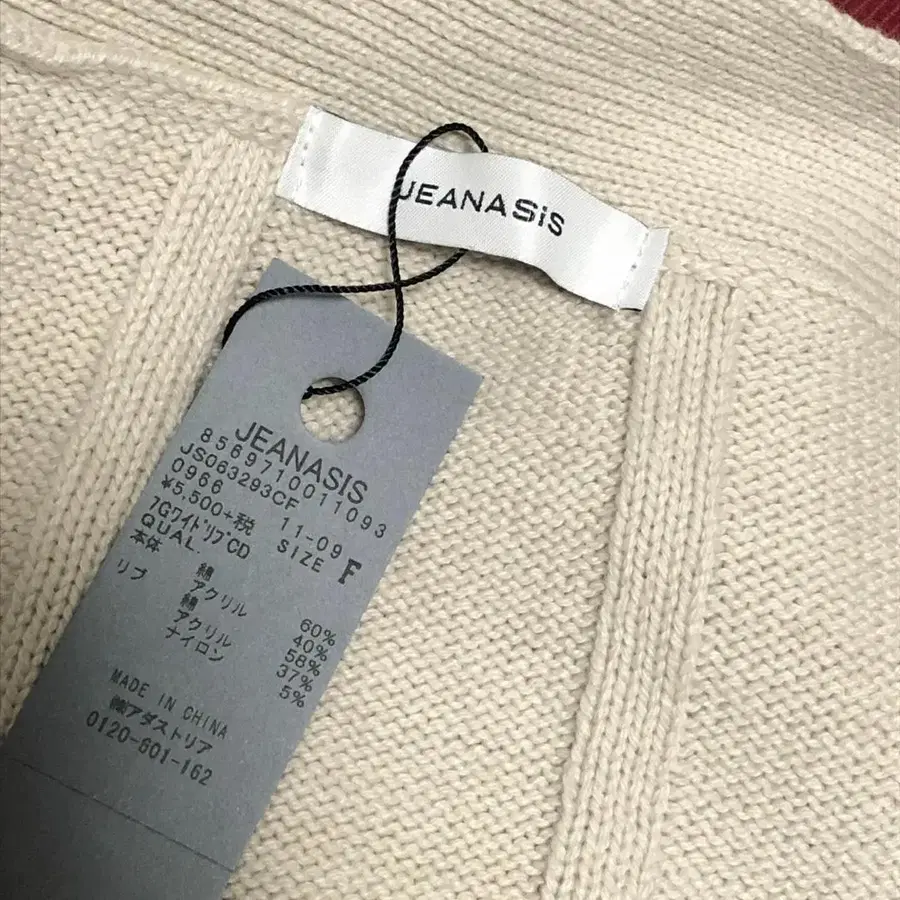 JEANASiS
JEANASIS
8569710011093
JS063293CF
0966 11-09
¥5,500+税 SIZE F
7Gワイドリブ CD
QUAL.
本体 綿 60%
アクリル 40%
リブ 綿 58%
アクリル 37%
ナイロン 5%
MADE IN CHINA
㈱アダストリア
0120-601-162